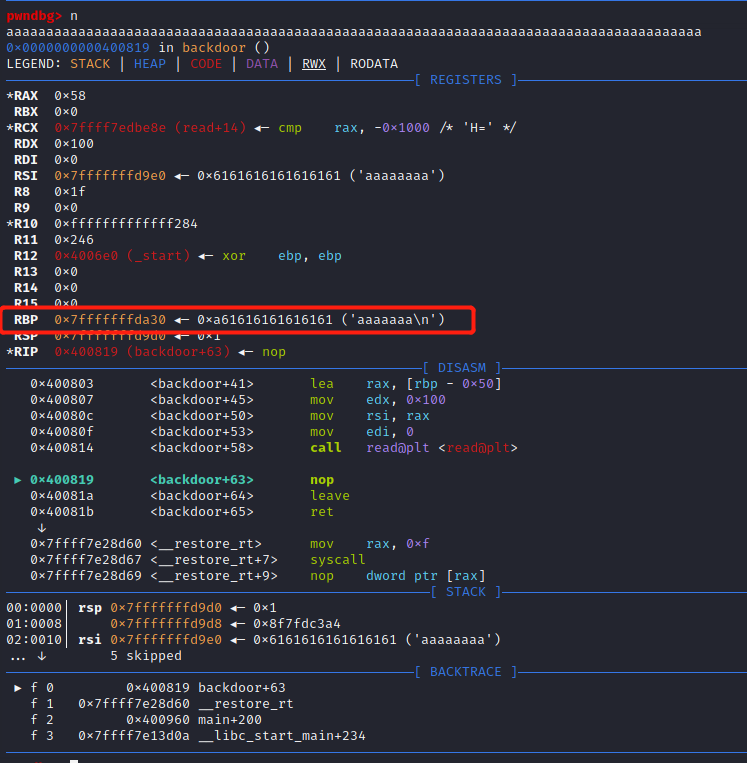 pwndbg> n
aaaaaaaaaaaaaaaaaaaaaaaaaaaaaaaaaaaaaaaaaaaaaaaaaaaaaaaaaaaaaaaaaaaaaaaaaaaaaaaaaaaaaaa
0×0000000000400819 in backdoor ()
LEGEND: STACK | HEAP | CODE | DATA | RWX | RODATA
[ REGISTERS ]
*RAX 0×58
RBX 0×0
*RCX 0×7ffff7edbe8e (read+14) ◂— cmp rax, -0×1000 /* 'H=' */
RDX 0×100
RDI 0×0
RSI 0×7fffffffd9e0 ◂— 0×6161616161616161 ('aaaaaaaa')
R8 0×1f
R9 0×0
*R10 0×fffffffffffff284
R11 0×246
R12 0×4006e0 (_start) ◂— xor ebp, ebp
R13 0×0
R14 0×0
R15 0×0
RBP 0×7fffffffda30 ◂— 0×a61616161616161 ('aaaaaaa\n')
RSP 0×7fffffffd9d0 ◂— 0×1
*RIP 0×400819 (backdoor+63) ◂— nop
[ DISASM ]
0×400803 <backdoor+41> lea rax, [rbp - 0×50]
0×400807 <backdoor+45> mov edx, 0×100
0×40080c <backdoor+50> mov rsi, rax
0×40080f <backdoor+53> mov edi, 0
0×400814 <backdoor+58> call read@plt <read@plt>
► 0×400819 <backdoor+63> nop
0×40081a <backdoor+64> leave
0×40081b <backdoor+65> ret
↓
0×7ffff7e28d60 <__restore_rt> mov rax, 0×f
0×7ffff7e28d67 <__restore_rt+7> syscall
0×7ffff7e28d69 <__restore_rt+9> nop dword ptr [rax]
[ STACK ]
00:0000│ rsp 0×7fffffffd9d0 ◂— 0×1
01:0008│ 0×7fffffffd9d8 ◂— 0×8f7fdc3a4
02:0010│ rsi 0×7fffffffd9e0 ◂— 0×6161616161616161 ('aaaaaaaa')
... ↓ 5 skipped
[ BACKTRACE ]
► f 0 0×400819 backdoor+63
f 1 0×7ffff7e28d60 __restore_rt
f 2 0×400960 main+200
f 3 0×7ffff7e13d0a __libc_start_main+234